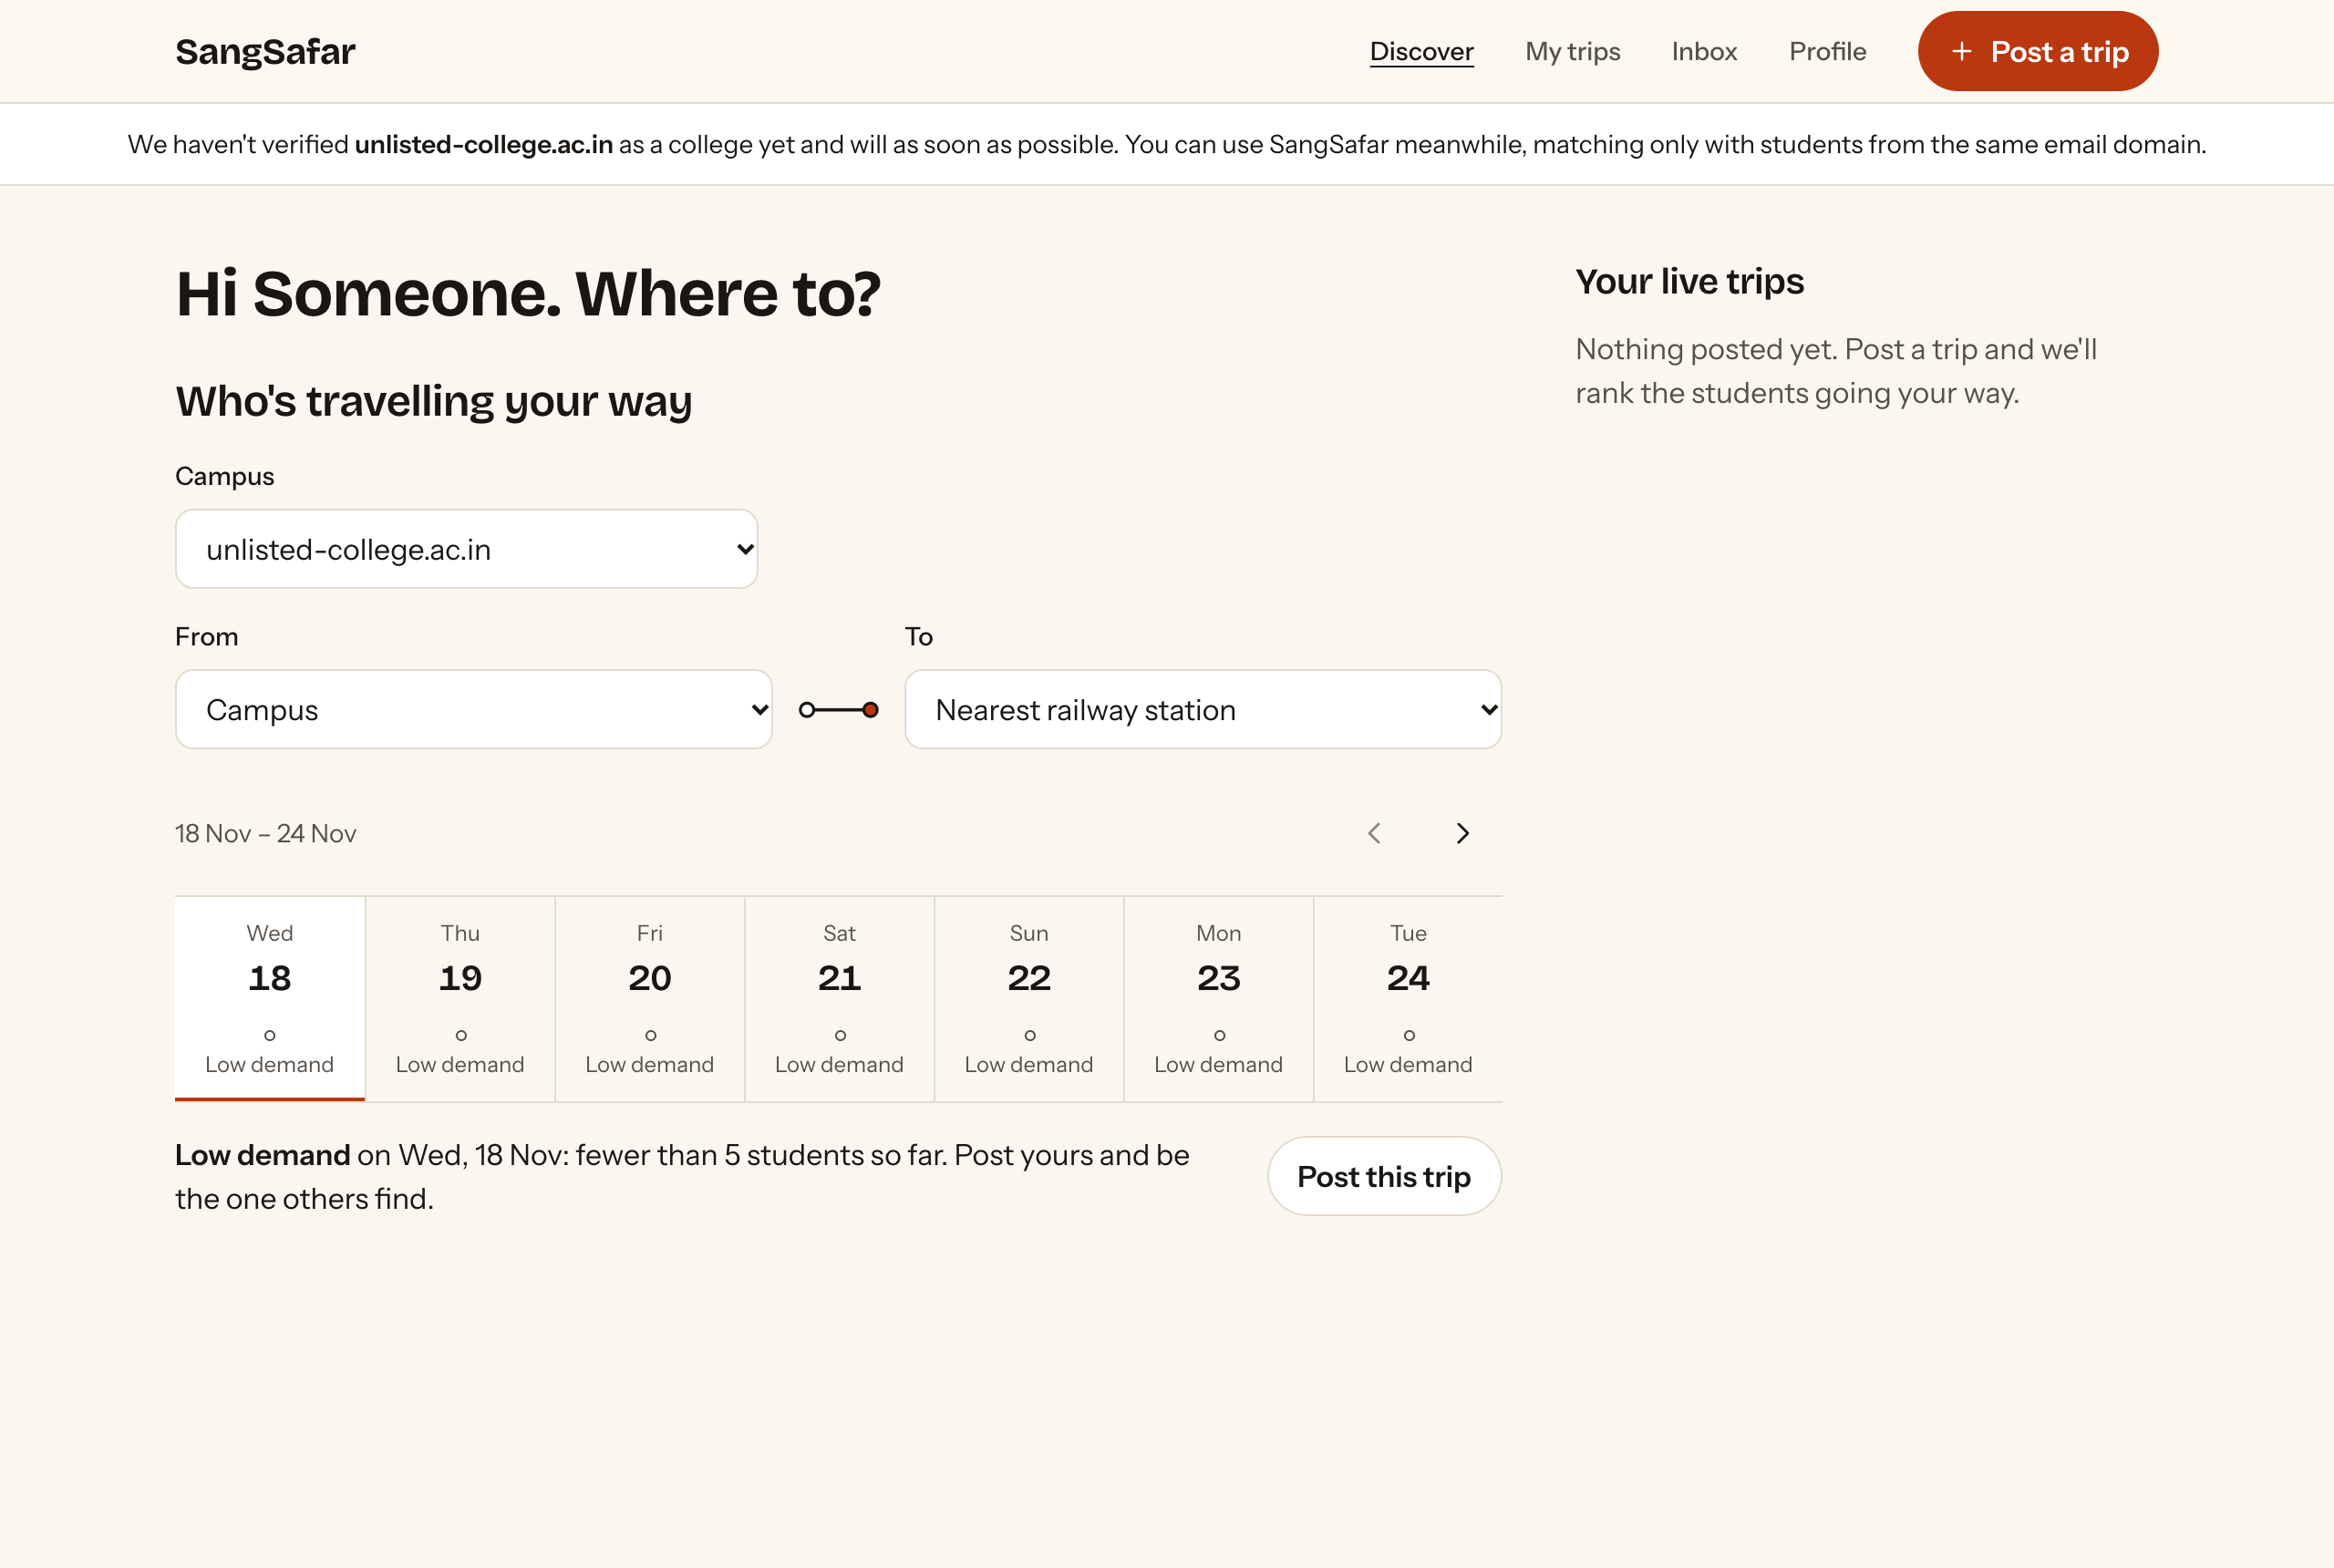 SangSafar
Discover
My trips
Inbox
Profile
+ Post a trip
We haven't verified unlisted-college.ac.in as a college yet and will as soon as possible. You can use SangSafar meanwhile, matching only with students from the same email domain.
Hi Someone. Where to?
Who's travelling your way
Campus
unlisted-college.ac.in
From
Campus
To
Nearest railway station
18 Nov – 24 Nov
Wed
18
Low demand
Thu
19
Low demand
Fri
20
Low demand
Sat
21
Low demand
Sun
22
Low demand
Mon
23
Low demand
Tue
24
Low demand
Low demand on Wed, 18 Nov: fewer than 5 students so far. Post yours and be
the one others find.
Post this trip
Your live trips
Nothing posted yet. Post a trip and we'll
rank the students going your way.